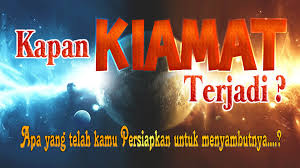 Kapan KIAMAT
Terjadi ?
Apa yang telah kamu Persiapkan untuk menyambutnya....?